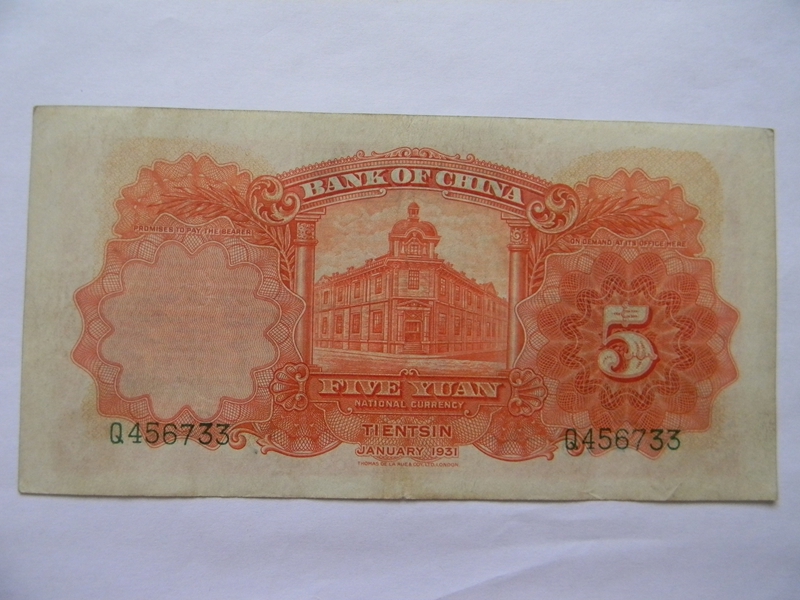 BANK OF CHINA
PROMISES TO PAY THE BEARER
ON DEMAND AT ITS OFFICE HERE
5
FIVE YUAN
NATIONAL CURRENCY
Q456733
TIENTSIN
Q456733
JANUARY 1931
THOMAS DE LA RUE & CO. LTD. LONDON.